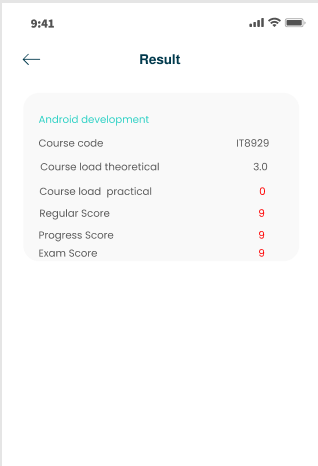 9:41
Result
Android development
Course code IT8929
Course load theoretical 3.0
Course load practical 0
Regular Score 9
Progress Score 9
Exam Score 9